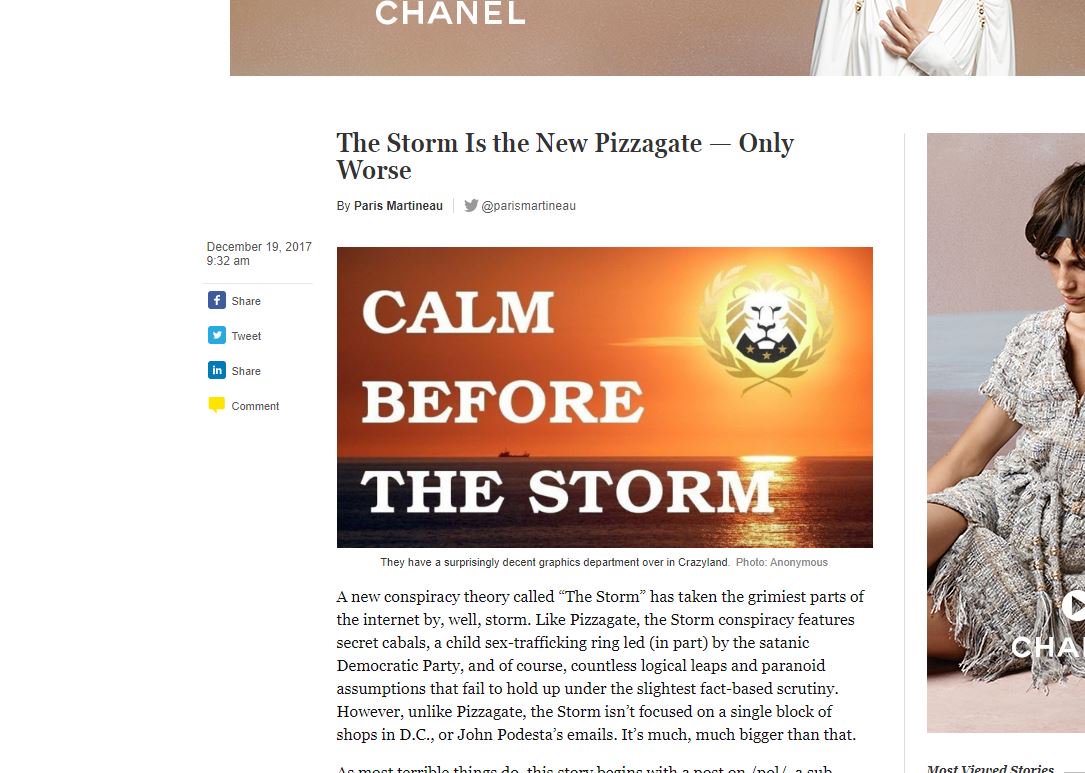 CHANEL
The Storm Is the New Pizzagate — Only
Worse
By Paris Martineau
@parismartineau
December 19, 2017
9:32 am
f Share
Tweet
in Share
Comment
CALM
BEFORE
THE STORM
They have a surprisingly decent graphics department over in Crazyland. Photo: Anonymous
A new conspiracy theory called “The Storm” has taken the grimiest parts of
the internet by, well, storm. Like Pizzagate, the Storm conspiracy features
secret cabals, a child sex-trafficking ring led (in part) by the satanic
Democratic Party, and of course, countless logical leaps and paranoid
assumptions that fail to hold up under the slightest fact-based scrutiny.
However, unlike Pizzagate, the Storm isn’t focused on a single block of
shops in D.C., or John Podesta’s emails. It’s much, much bigger than that.
As most terrible things do, this story begins with a post on /pol/, a sub-
CHA
Most Viewed Stories